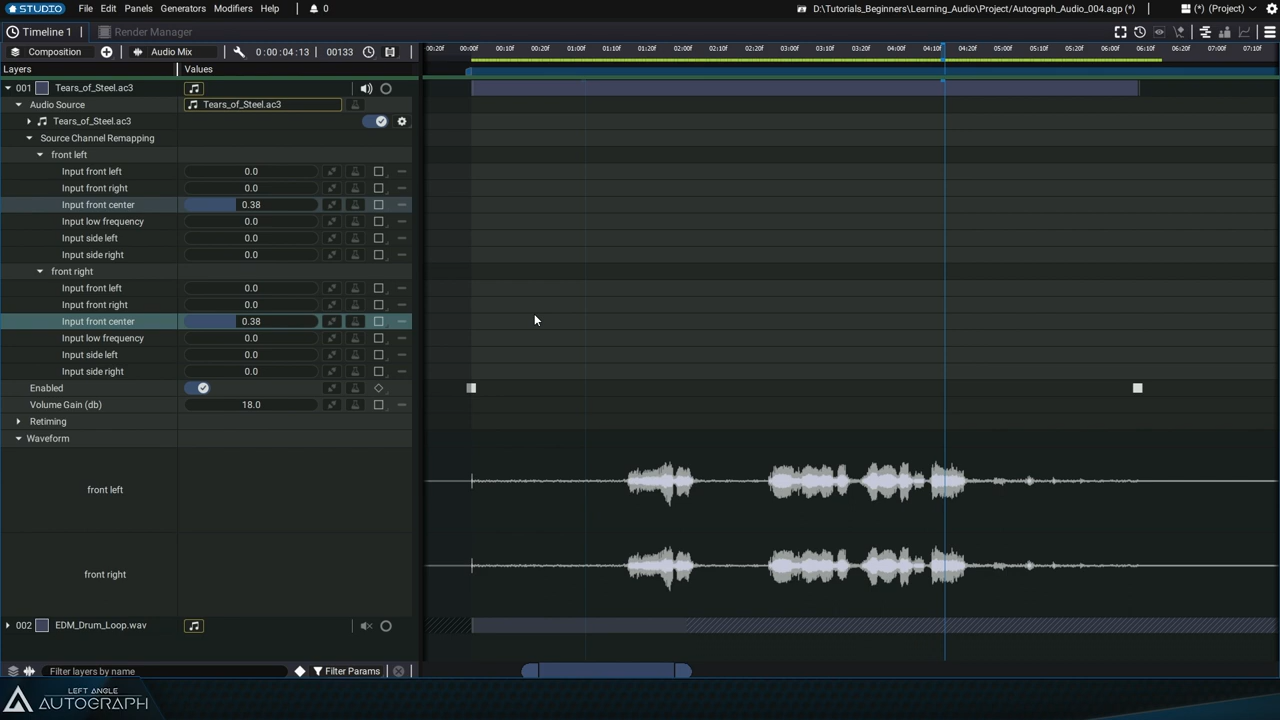 STUDIO File Edit Panels Generators Modifiers Help 0 D:\Tutorials_Beginners\Learning_Audio\Project/Autograph_Audio_004.agp (*) (*) (Project)
Timeline 1 Render Manager
Composition Audio Mix 0:00:04:13 00133
00:20f 00:00f 00:10f 00:20f 01:00f 01:10f 01:20f 02:00f 02:10f 02:20f 03:00f 03:10f 03:20f 04:00f 04:10f 04:20f 05:00f 05:10f 05:20f 06:00f 06:10f 06:20f 07:00f 07:10f
Layers Values
001 Tears_of_Steel.ac3
Audio Source Tears_of_Steel.ac3
Tears_of_Steel.ac3
Source Channel Remapping
front left
Input front left 0.0
Input front right 0.0
Input front center 0.38
Input low frequency 0.0
Input side left 0.0
Input side right 0.0
front right
Input front left 0.0
Input front right 0.0
Input front center 0.38
Input low frequency 0.0
Input side left 0.0
Input side right 0.0
Enabled
Volume Gain (db) 18.0
Retiming
Waveform
front left
front right
002 EDM_Drum_Loop.wav
Filter layers by name Filter Params
LEFT ANGLE
AUTOGRAPH